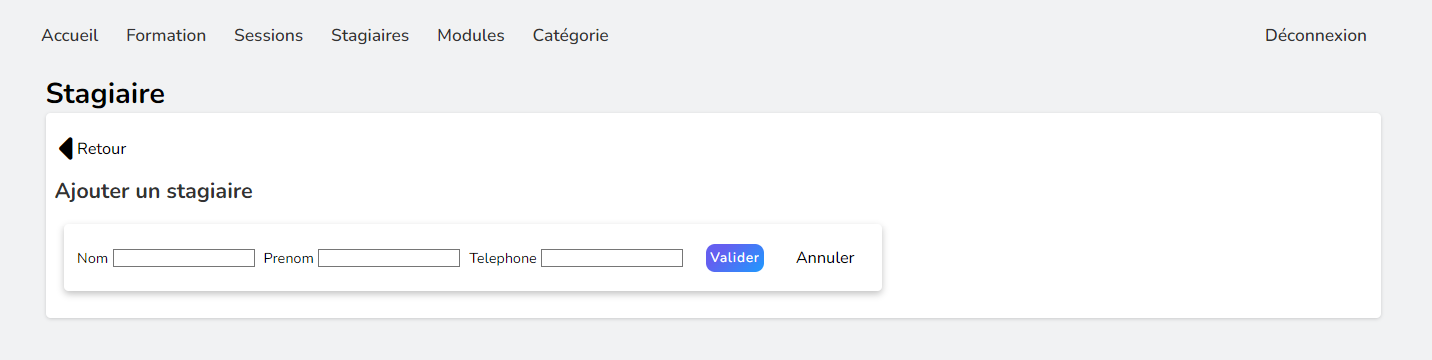 Accueil Formation Sessions Stagiaires Modules Catégorie Déconnexion
Stagiaire
Retour
Ajouter un stagiaire
Nom Prenom Telephone Valider Annuler